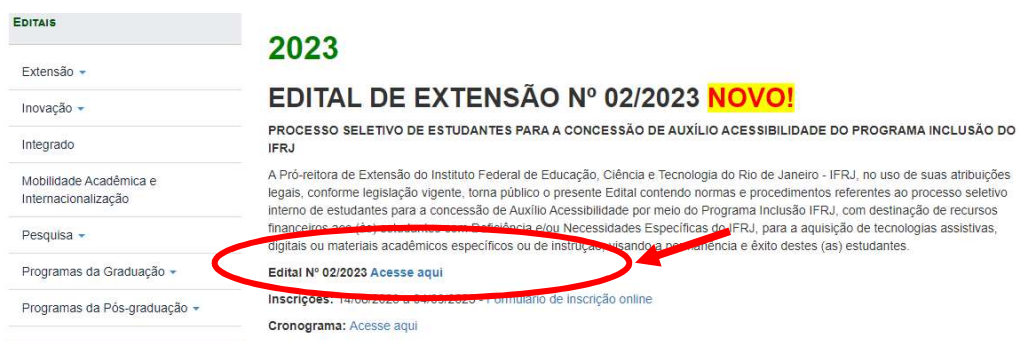 EDITAIS
Extensão
Inovação
Integrado
Mobilidade Acadêmica e
Internacionalização
Pesquisa
Programas da Graduação
Programas da Pós-graduação
2023
EDITAL DE EXTENSÃO Nº 02/2023 NOVO!
PROCESSO SELETIVO DE ESTUDANTES PARA A CONCESSÃO DE AUXÍLIO ACESSIBILIDADE DO PROGRAMA INCLUSÃO DO
IFRJ
A Pró-reitora de Extensão do Instituto Federal de Educação, Ciência e Tecnologia do Rio de Janeiro - IFRJ, no uso de suas atribuições
legais, conforme legislação vigente, torna público o presente Edital contendo normas e procedimentos referentes ao processo seletivo
interno de estudantes para a concessão de Auxílio Acessibilidade por meio do Programa Inclusão IFRJ, com destinação de recursos
financeiros aos (às) estudantes com Deficiência e/ou Necessidades Específicas do IFRJ, para a aquisição de tecnologias assistivas,
digitais ou materiais acadêmicos específicos ou de instrução, visando a permanência e êxito destes (as) estudantes.
Edital Nº 02/2023 Acesse aqui
Inscrições: - Formulário de inscrição online
Cronograma: Acesse aqui